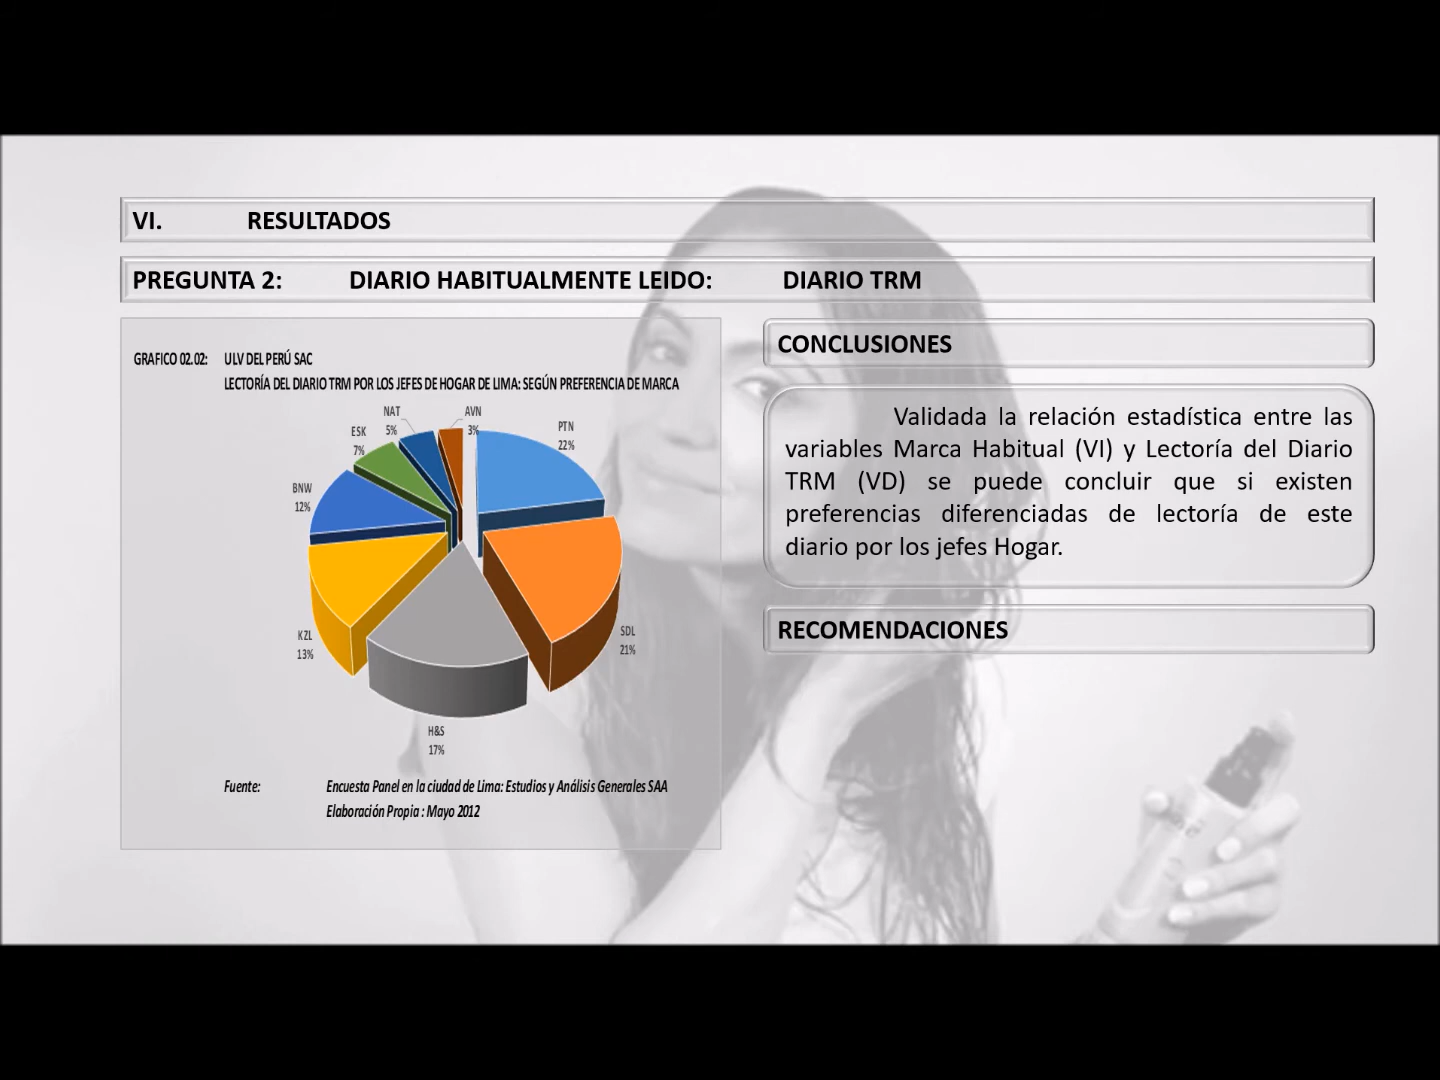 VI. RESULTADOS
PREGUNTA 2: DIARIO HABITUALMENTE LEIDO: DIARIO TRM
GRAFICO 02.02: ULV DEL PERÚ SAC
LECTORÍA DEL DIARIO TRM POR LOS JEFES DE HOGAR DE LIMA: SEGÚN PREFERENCIA DE MARCA
NAT
5%
AVN
3%
PTN
22%
ESK
7%
BNW
12%
KZL
13%
SDL
21%
H&S
17%
Fuente: Encuesta Panel en la ciudad de Lima: Estudios y Análisis Generales SAA
Elaboración Propia : Mayo 2012
CONCLUSIONES
Validada la relación estadística entre las
variables Marca Habitual (VI) y Lectoría del Diario
TRM (VD) se puede concluir que si existen
preferencias diferenciadas de lectoría de este
diario por los jefes Hogar.
RECOMENDACIONES